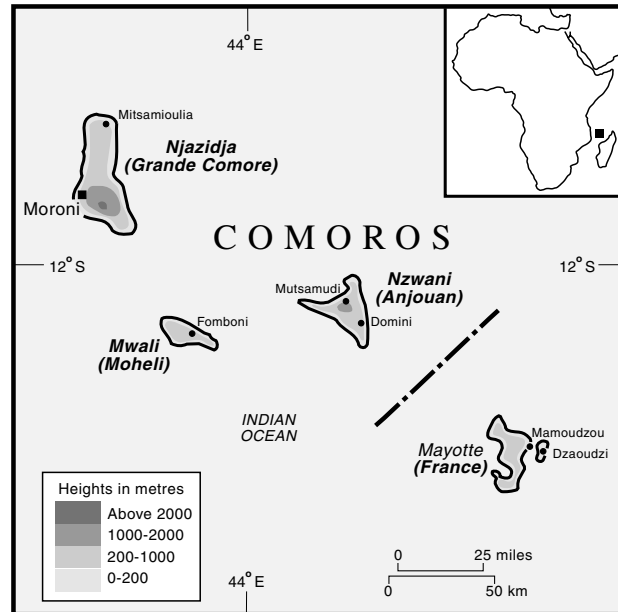 44° E
Mitsamioulia
Njazidja
(Grande Comore)
Moroni
COMOROS
12° S
12° S
Nzwani
(Anjouan)
Mutsamudi
Domini
Fomboni
Mwali
(Moheli)
INDIAN
OCEAN
Mamoudzou
Mayotte
(France)
Dzaoudzi
Heights in metres
Above 2000
1000-2000
200-1000
0-200
0 25 miles
0 50 km
44° E